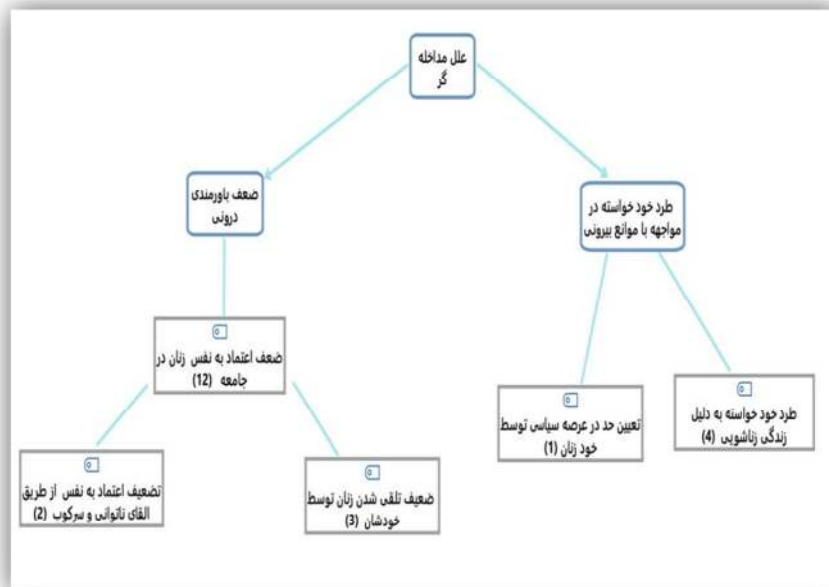 علل مداخله
گر
طرد خود خواسته در
مواجهه با موانع بیرونی
ضعف باورمندی
درونی
طرد خود خواسته به دلیل
زندگی زناشویی (4)
تعیین حد در عرصه سیاسی توسط
خود زنان (1)
ضعف اعتماد به نفس زنان در
جامعه (12)
ضعیف تلقی شدن زنان توسط
خودشان (3)
تضعیف اعتماد به نفس از طریق
القای ناتوانی و سرکوب (2)